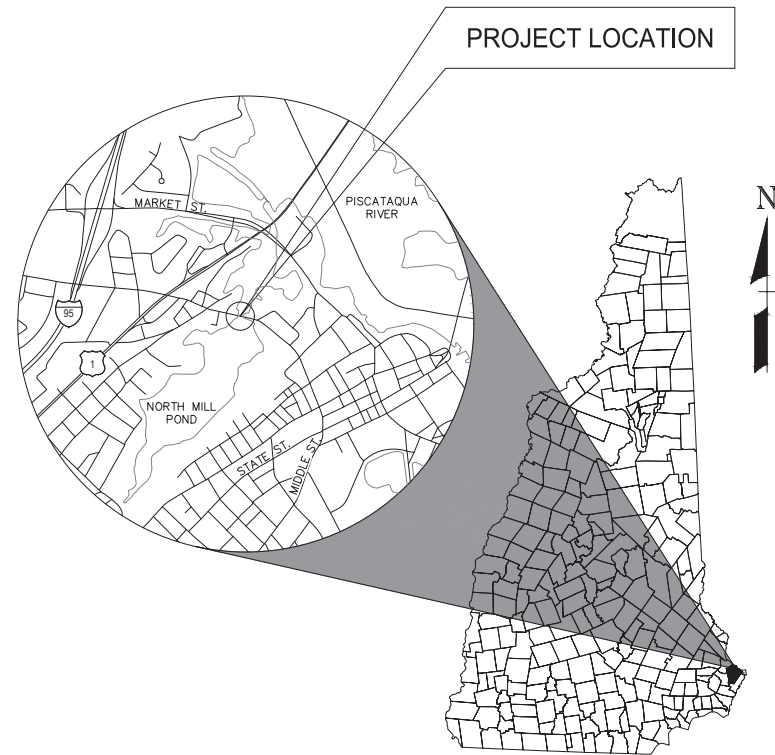 PROJECT LOCATION
MARKET ST.
PISCATAQUA
RIVER
N
95
1
NORTH MILL
POND
STATE ST.
MIDDLE ST.